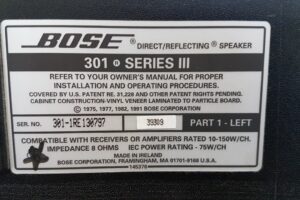 BOSE DIRECT/REFLECTING® SPEAKER
301® SERIES III
REFER TO YOUR OWNER'S MANUAL FOR PROPER
INSTALLATION AND OPERATING PROCEDURES.
COVERED BY U.S. PATENT RE. 31,228 AND OTHER RIGHTS AND PATENTS PENDING.
CABINET CONSTRUCTION-VINYL VENEER LAMINATED TO PARTICLE BOARD.
© 1975, 1977, 1982, 1991 BOSE CORPORATION
SER. NO. 301-1RE130797 PART 1 - LEFT
COMPATIBLE WITH RECEIVERS OR AMPLIFIERS RATED 10-150W/CH.
IMPEDANCE 8 OHMS IEC POWER RATING - 75W/CH
MADE IN IRELAND
BOSE CORPORATION, FRAMINGHAM, MA 01701-9168 U.S.A.
145276